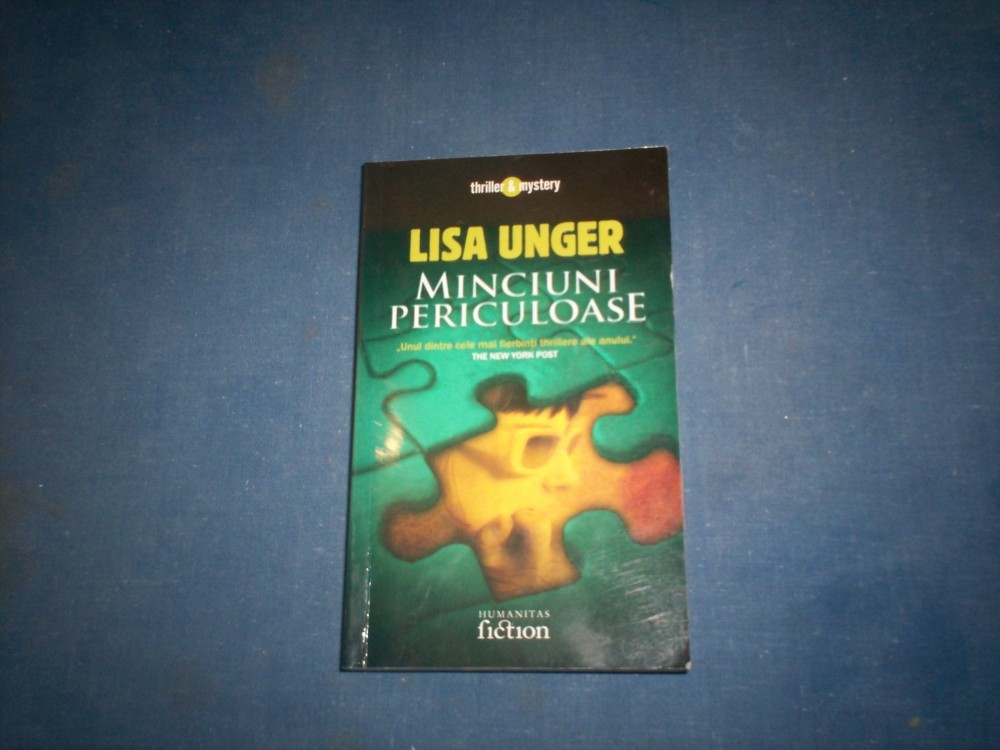 thriller & mystery
LISA UNGER
MINCIUNI
PERICULOASE
„Unul dintre cele mai fierbinți thrillere ale anului.”
THE NEW YORK POST
HUMANITAS
fiction